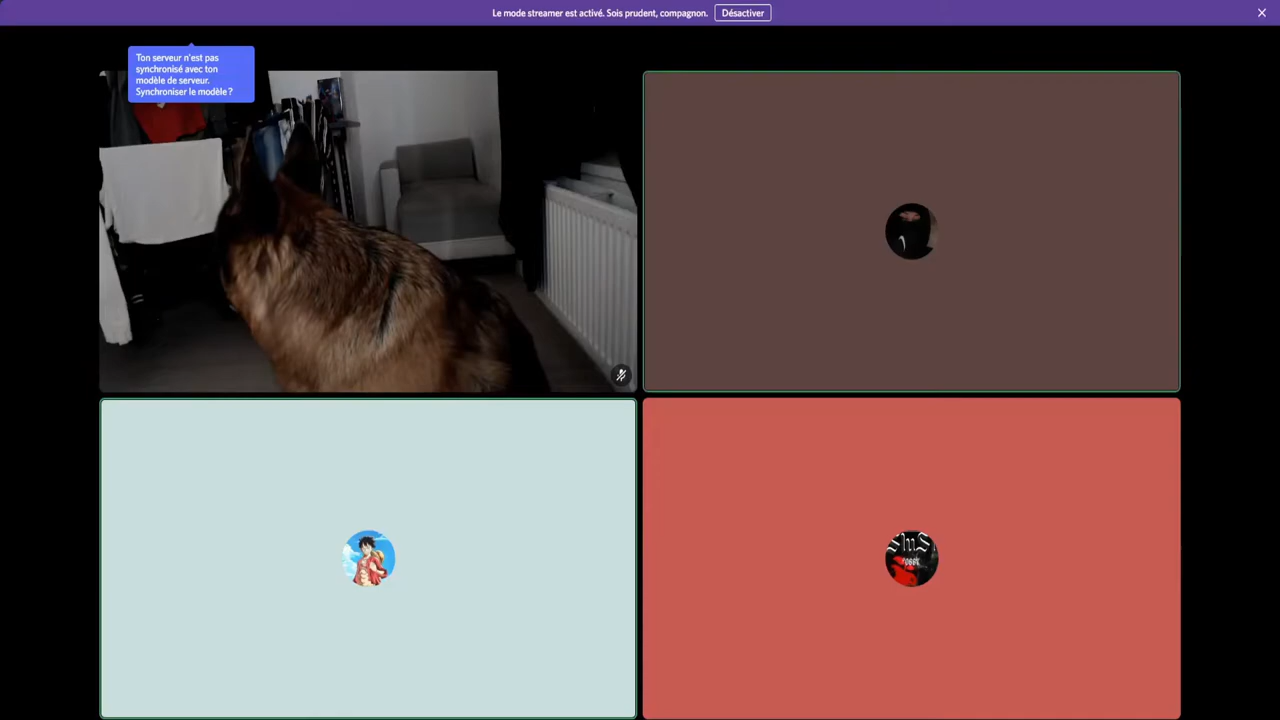 Le mode streamer est activé. Sois prudent, compagnon.
Désactiver
Ton serveur n'est pas
synchronisé avec ton
modèle de serveur.
Synchroniser le modèle ?